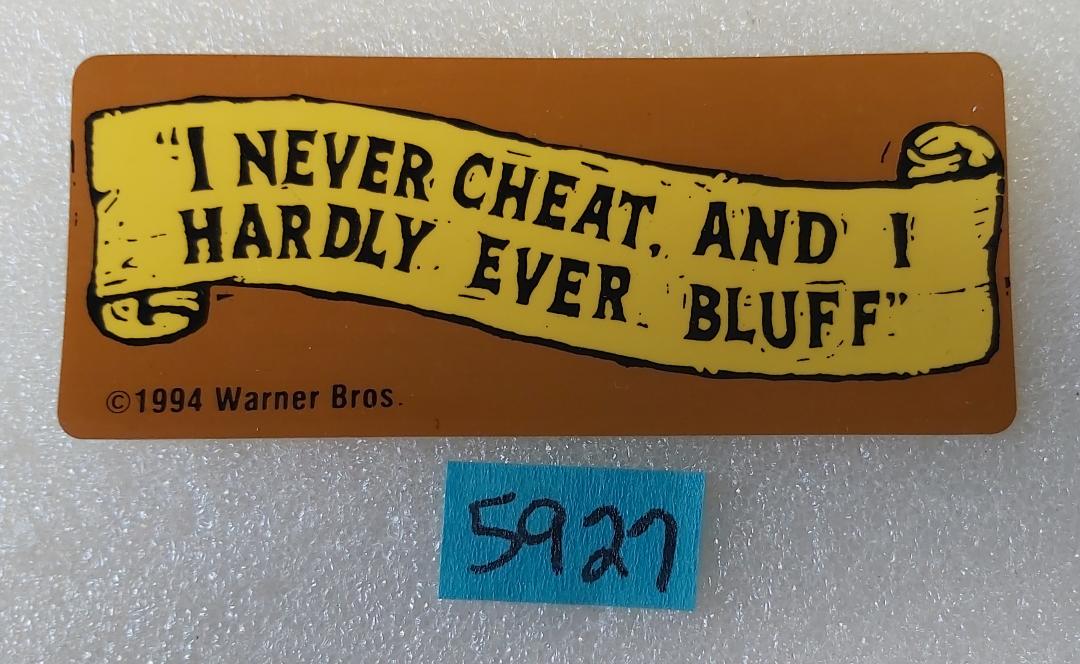 "I NEVER CHEAT, AND I
HARDLY EVER BLUFF"
©1994 Warner Bros.
5927